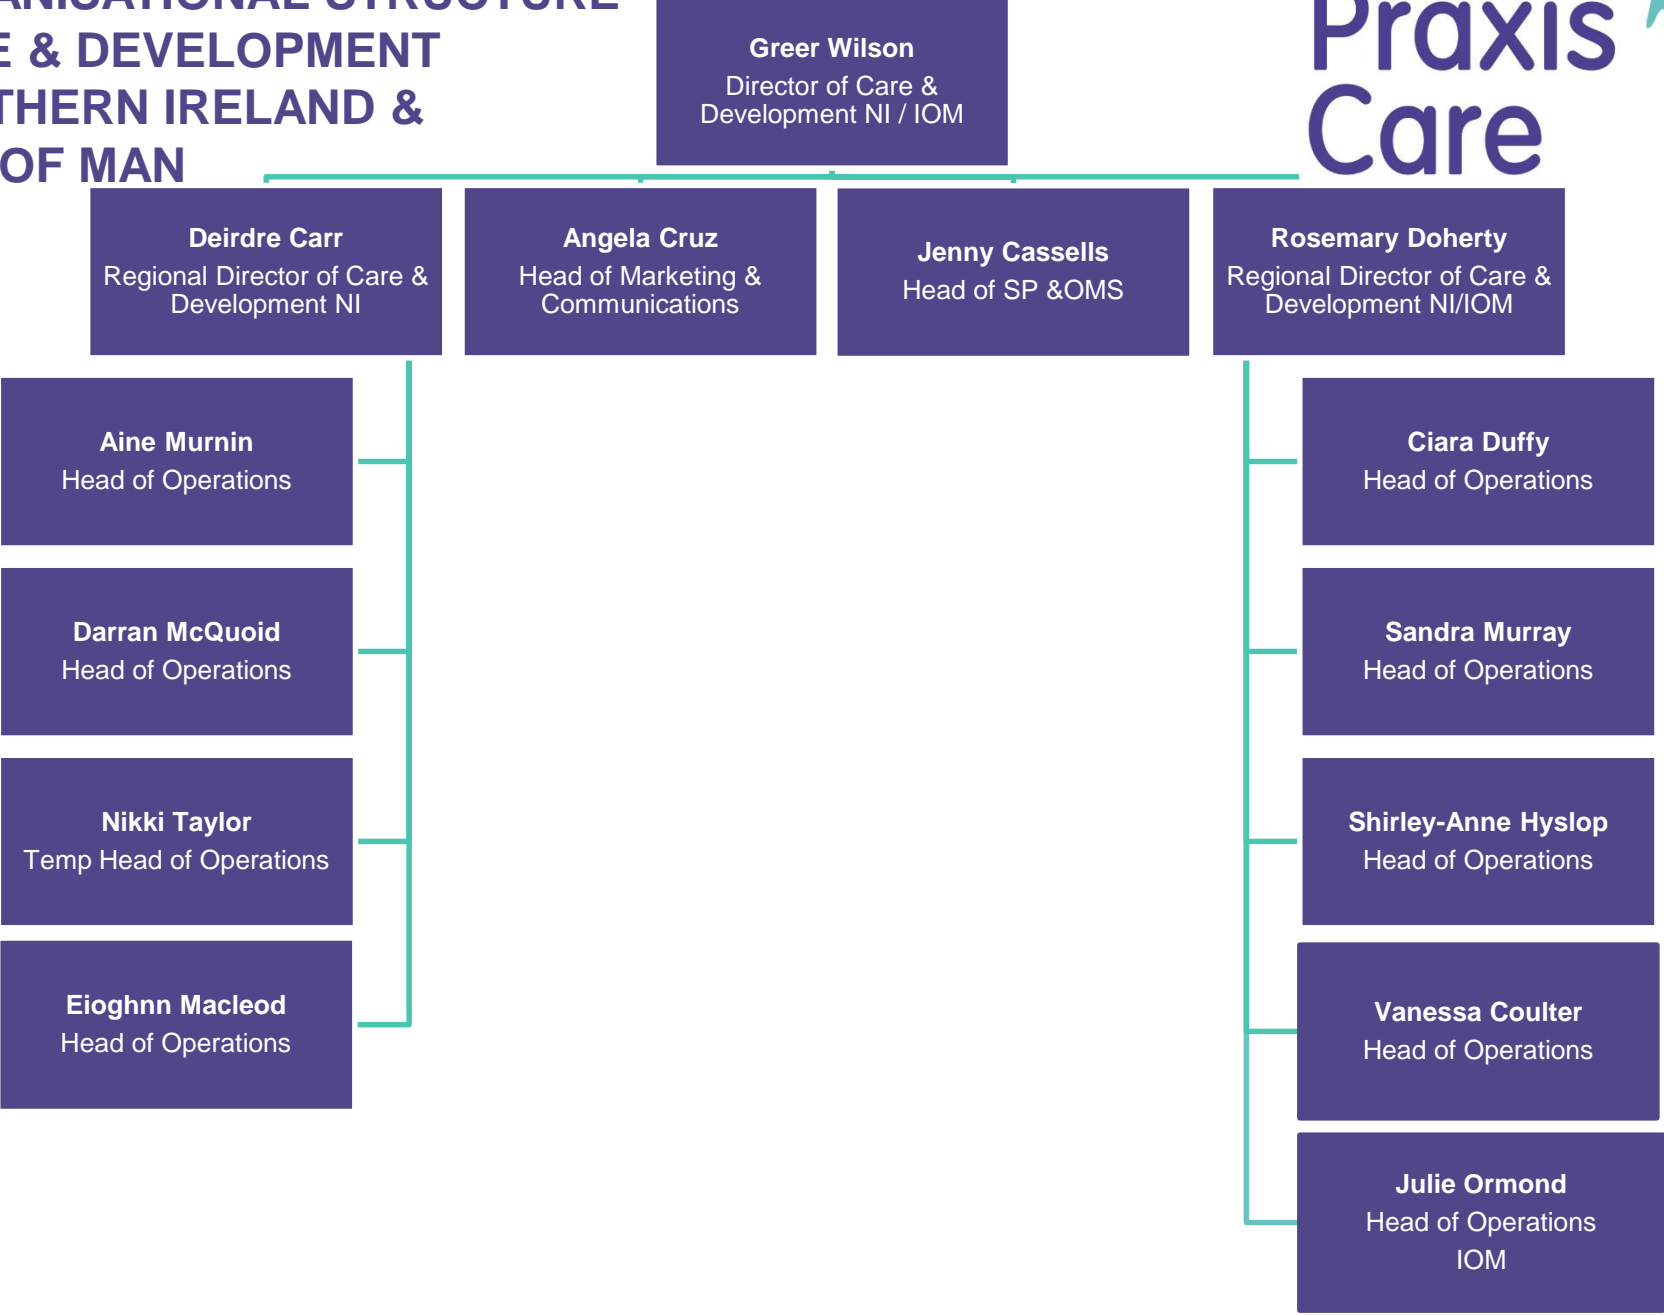 ANISATIONAL STRUCTURE
E & DEVELOPMENT
THERN IRELAND &
OF MAN
Praxis
Care
Greer Wilson
Director of Care &
Development NI / IOM
Deirdre Carr
Regional Director of Care &
Development NI
Angela Cruz
Head of Marketing &
Communications
Jenny Cassells
Head of SP &OMS
Rosemary Doherty
Regional Director of Care &
Development NI/IOM
Aine Murnin
Head of Operations
Darran McQuoid
Head of Operations
Nikki Taylor
Temp Head of Operations
Eioghnn Macleod
Head of Operations
Ciara Duffy
Head of Operations
Sandra Murray
Head of Operations
Shirley-Anne Hyslop
Head of Operations
Vanessa Coulter
Head of Operations
Julie Ormond
Head of Operations
IOM